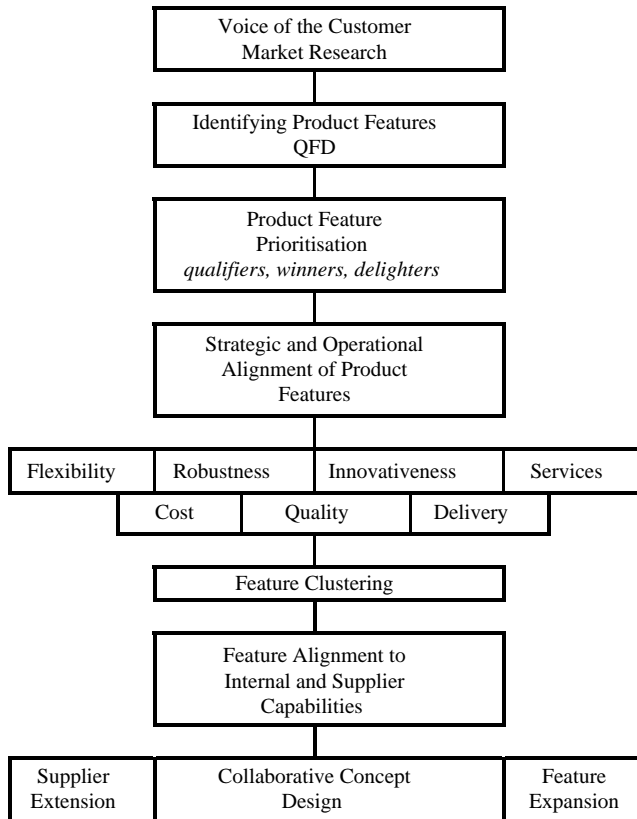 Voice of the Customer
Market Research
Identifying Product Features
QFD
Product Feature
Prioritisation
qualifiers, winners, delighters
Strategic and Operational
Alignment of Product
Features
Flexibility Robustness Innovativeness Services
Cost Quality Delivery
Feature Clustering
Feature Alignment to
Internal and Supplier
Capabilities
Supplier Collaborative Concept Feature
Extension Design Expansion